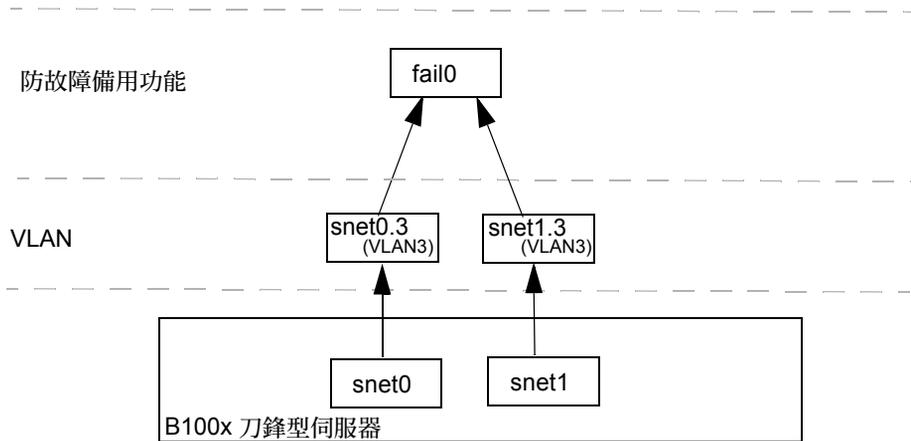 fail0
防故障備用功能
snet0.3
(VLAN3)
snet1.3
(VLAN3)
VLAN
snet0
snet1
B100x 刀鋒型伺服器